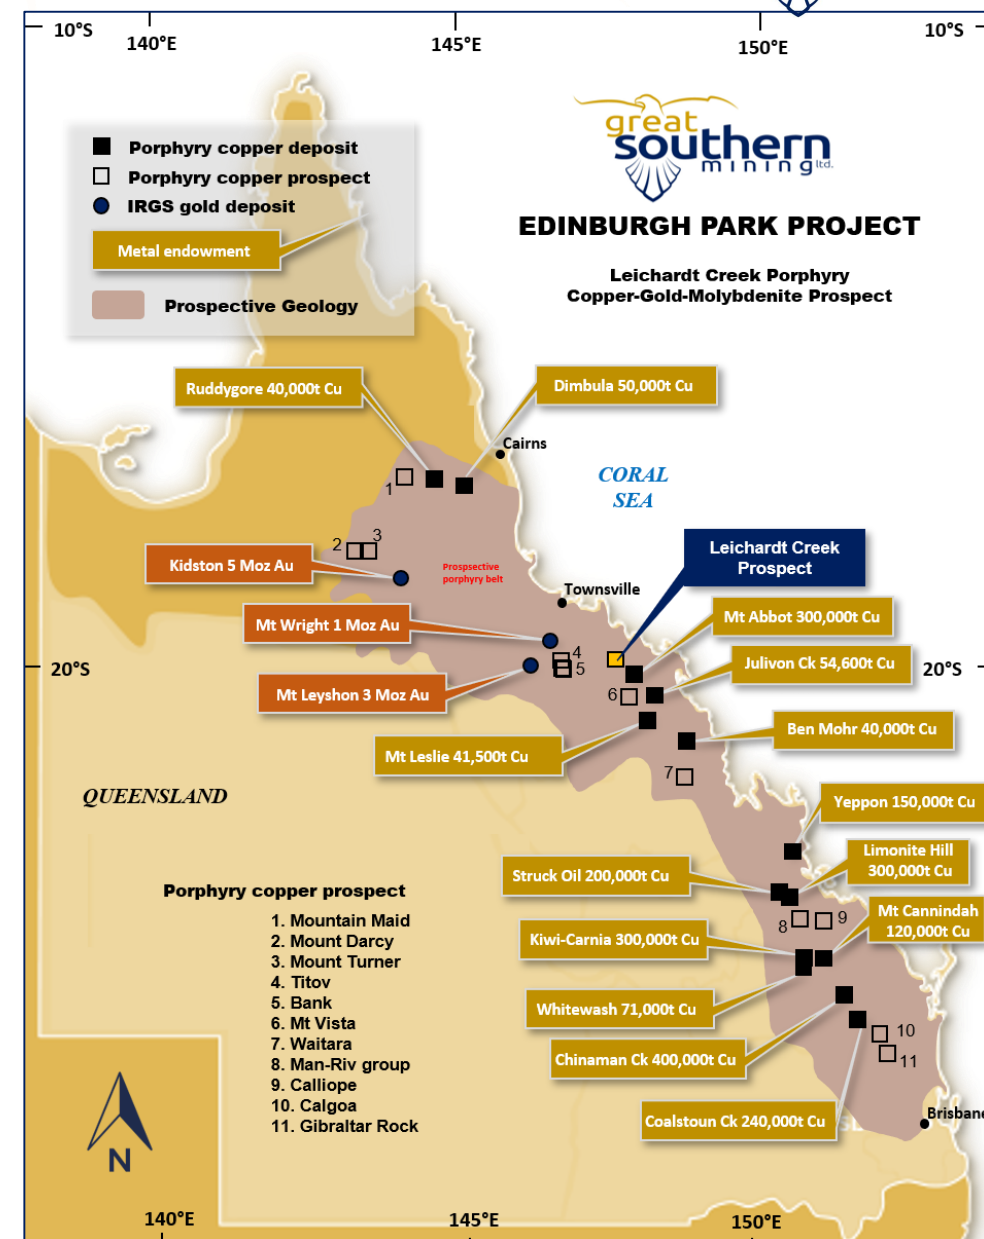 10°S
140°E
145°E
150°E
10°S
great
southern
mining ltd.
EDINBURGH PARK PROJECT
Leichardt Creek Porphyry
Copper-Gold-Molybdenite Prospect
Porphyry copper deposit
Porphyry copper prospect
IRGS gold deposit
Metal endowment
Prospective Geology
Ruddygore 40,000t Cu
Dimbula 50,000t Cu
Cairns
CORAL
SEA
1
2
3
Kidston 5 Moz Au
Prospsective
porphyry belt
Leichardt Creek
Prospect
Townsville
Mt Wright 1 Moz Au
Mt Abbot 300,000t Cu
4
5
20°S
Julivon Ck 54,600t Cu
20°S
Mt Leyshon 3 Moz Au
6
Ben Mohr 40,000t Cu
Mt Leslie 41,500t Cu
7
QUEENSLAND
Yeppon 150,000t Cu
Limonite Hill
300,000t Cu
Struck Oil 200,000t Cu
8
9
Mt Cannindah
120,000t Cu
Kiwi-Carnia 300,000t Cu
Whitewash 71,000t Cu
Chinaman Ck 400,000t Cu
10
11
Coalstoun Ck 240,000t Cu
Brisbane
Porphyry copper prospect
1. Mountain Maid
2. Mount Darcy
3. Mount Turner
4. Titov
5. Bank
6. Mt Vista
7. Waitara
8. Man-Riv group
9. Calliope
10. Calgoa
11. Gibraltar Rock
N
140°E
145°E
150°E